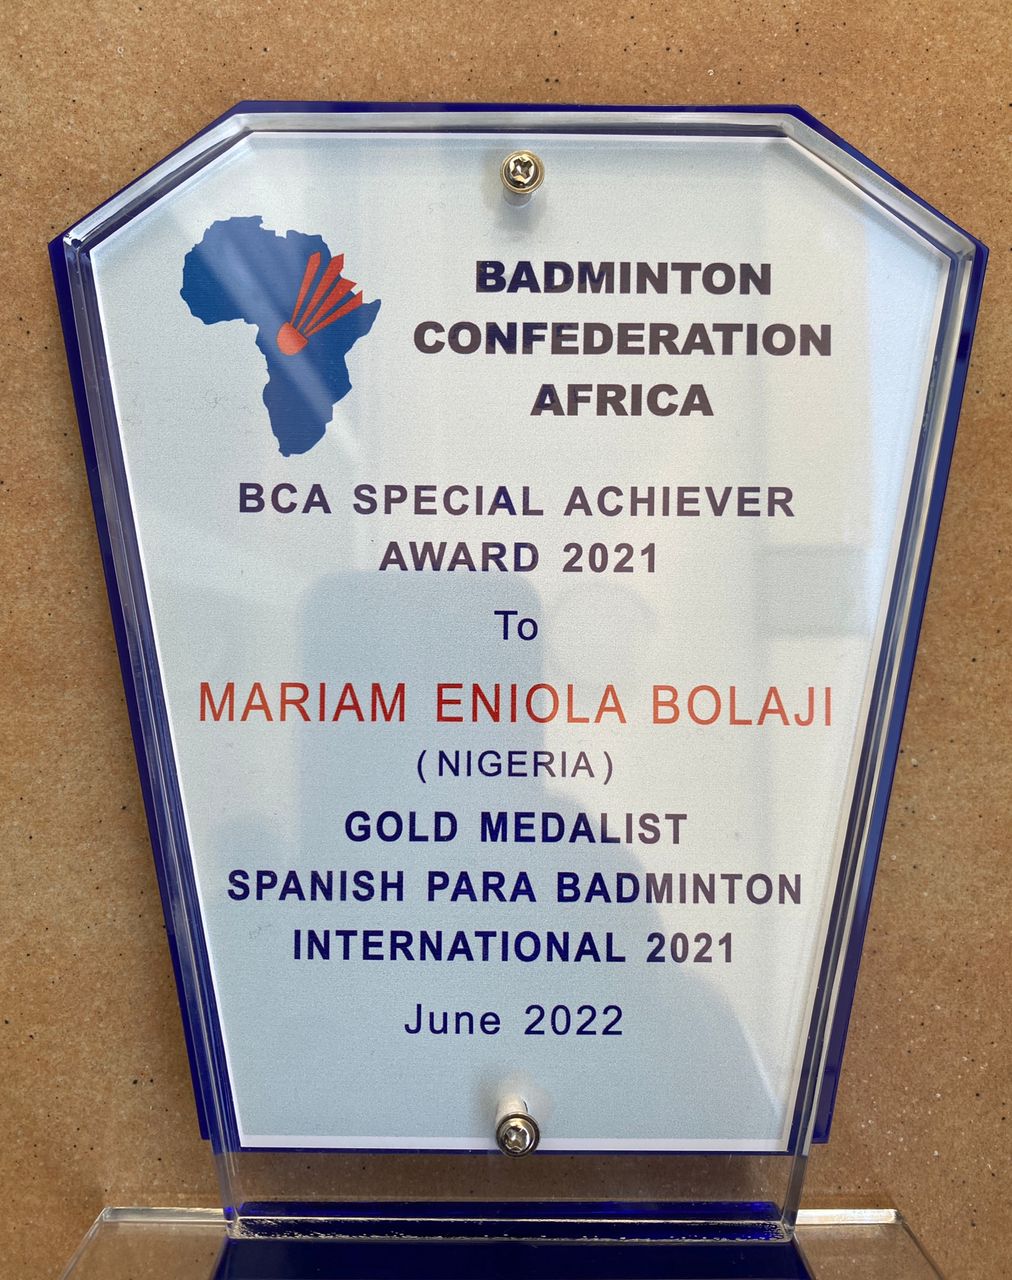 BADMINTON
CONFEDERATION
AFRICA
BCA SPECIAL ACHIEVER
AWARD 2021
To
MARIAM ENIOLA BOLAJI
(NIGERIA)
GOLD MEDALIST
SPANISH PARA BADMINTON
INTERNATIONAL 2021
June 2022